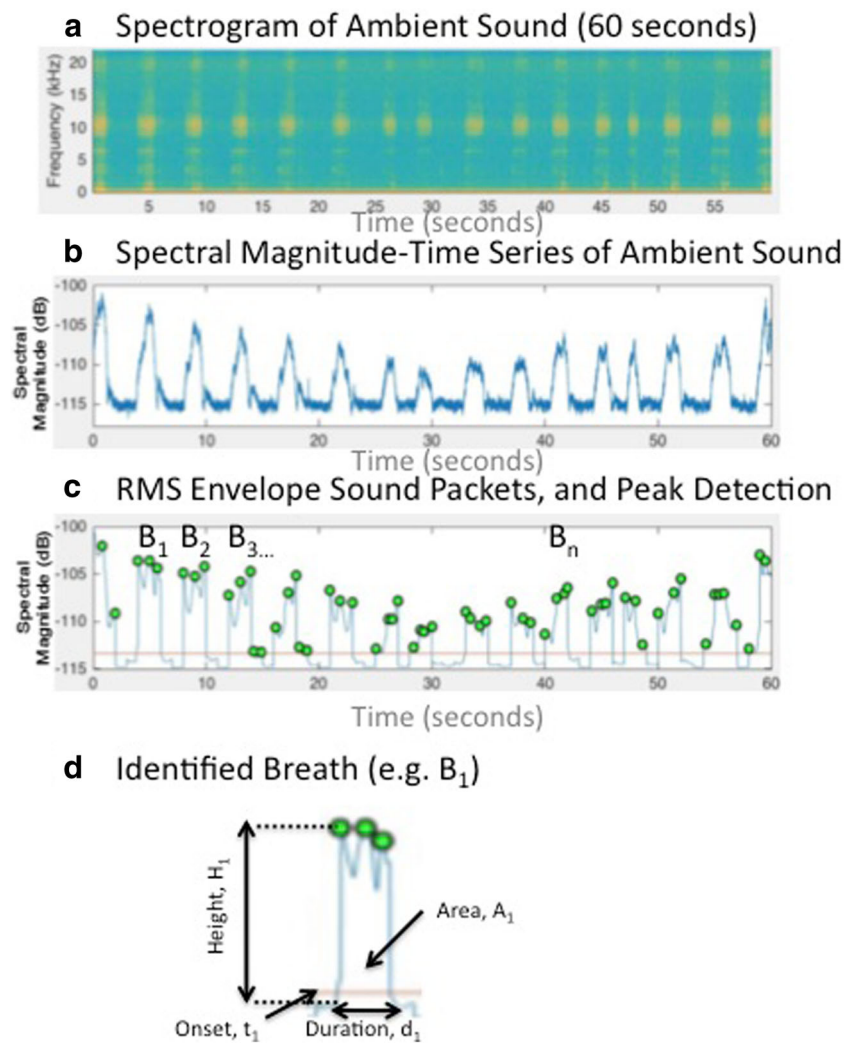 a Spectrogram of Ambient Sound (60 seconds)
Frequency (kHz)
20
15
10
5
0
5 10 15 20 25 30 35 40 45 50 55
Time (seconds)
b Spectral Magnitude-Time Series of Ambient Sound
Spectral
Magnitude (dB)
-100
-105
-110
-115
0 10 20 30 40 50 60
Time (seconds)
c RMS Envelope Sound Packets, and Peak Detection
Spectral
Magnitude (dB)
-100
-105
-110
-115
B1 B2 B3... Bn
0 10 20 30 40 50 60
Time (seconds)
d Identified Breath (e.g. B1)
Height, H1
Area, A1
Onset, t1 Duration, d1